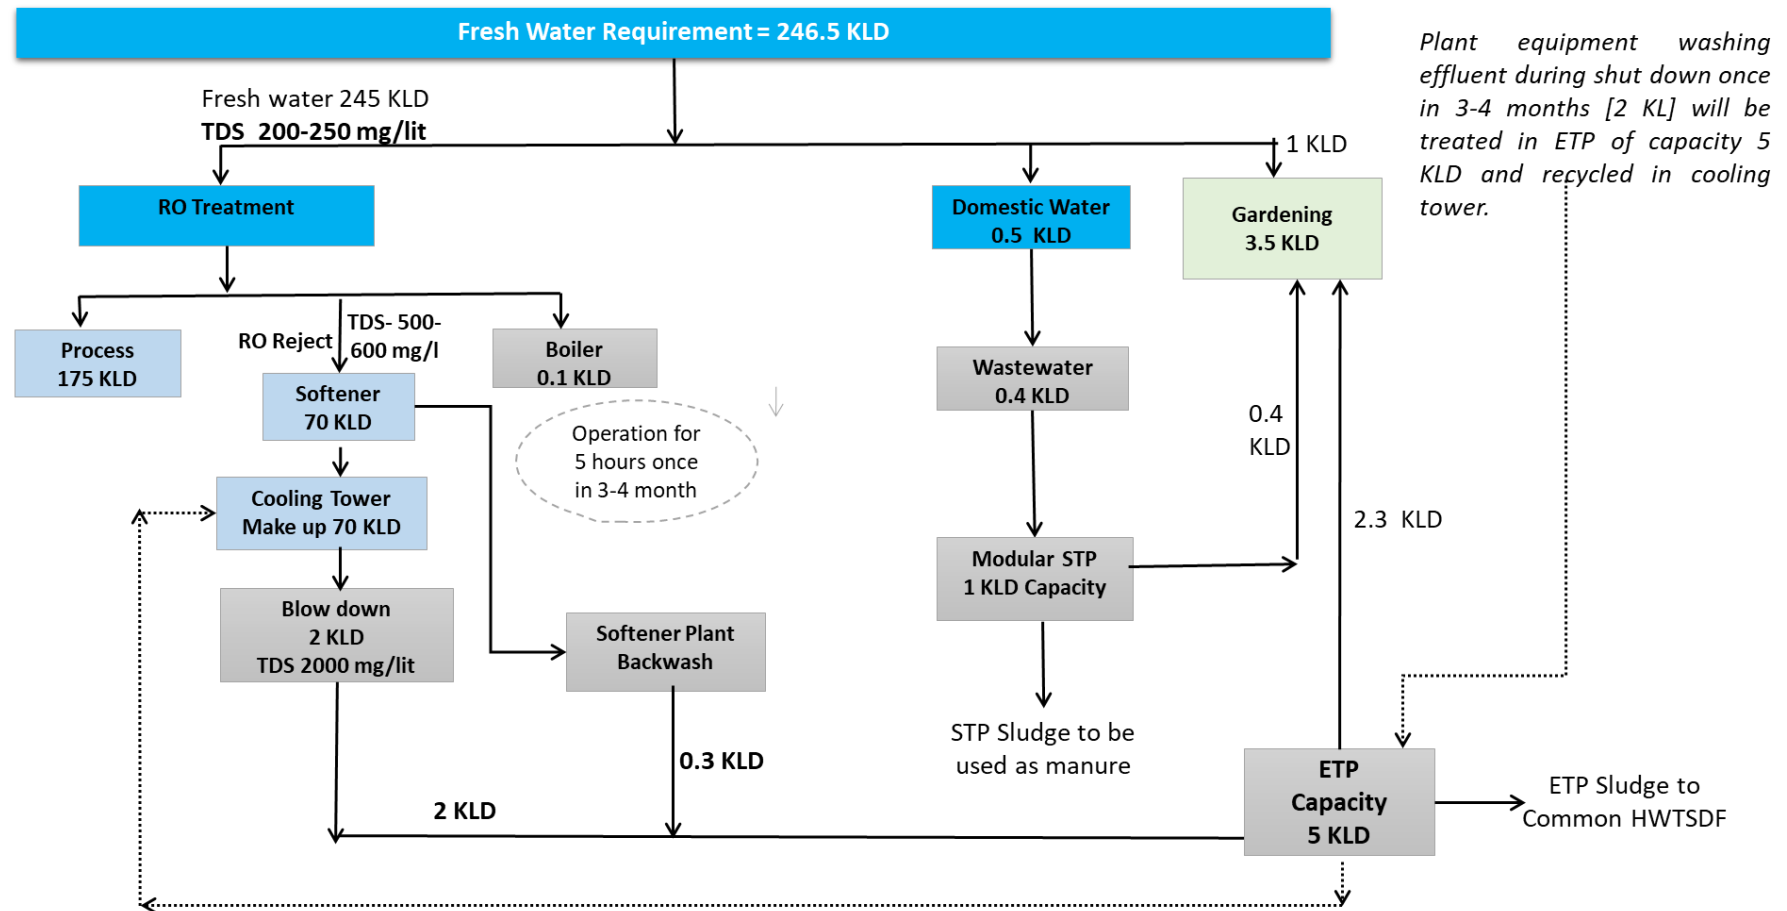 Fresh Water Requirement = 246.5 KLD
Plant equipment washing
effluent during shut down once
in 3-4 months [2 KL] will be
treated in ETP of capacity 5
KLD and recycled in cooling
tower.
Fresh water 245 KLD
TDS 200-250 mg/lit
1 KLD
RO Treatment
Domestic Water
0.5 KLD
Gardening
3.5 KLD
Process
175 KLD
RO Reject
TDS- 500-
600 mg/l
Boiler
0.1 KLD
Wastewater
0.4 KLD
Softener
70 KLD
Operation for
5 hours once
in 3-4 month
0.4
KLD
Cooling Tower
Make up 70 KLD
2.3 KLD
Modular STP
1 KLD Capacity
Blow down
2 KLD
TDS 2000 mg/lit
Softener Plant
Backwash
STP Sludge to be
used as manure
0.3 KLD
2 KLD
ETP
Capacity
5 KLD
ETP Sludge to
Common HWTSDF